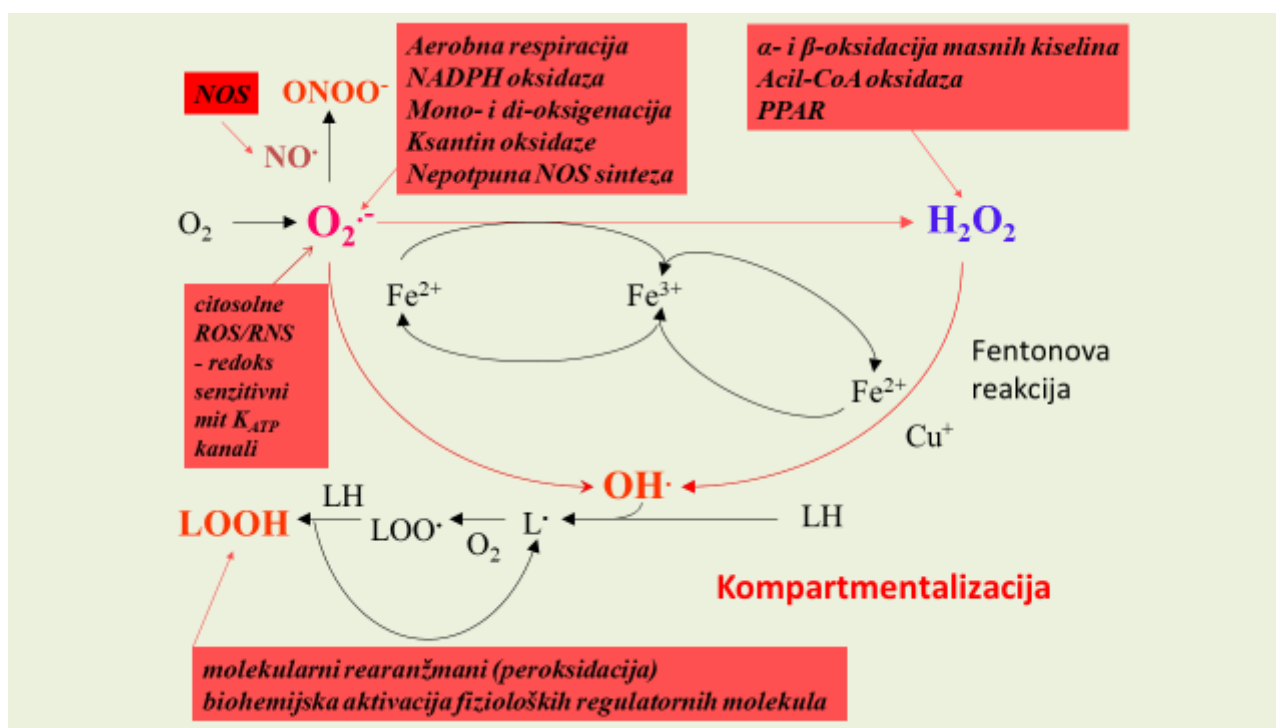 Aerobna respiracija
NADPH oksidaza
Mono- i di-oksigenacija
Ksantin oksidaze
Nepotpuna NOS sinteza
α- i β-oksidacija masnih kiselina
Acil-CoA oksidaza
PPAR
NOS
ONOO⁻
NO·
O₂
O₂·⁻
H₂O₂
Fe²⁺
Fe³⁺
Fe²⁺
Cu⁺
Fentonova
reakcija
citosolne
ROS/RNS
- redoks
senzitivni
mit K_ATP
kanali
OH·
LOOH
LH
LOO·
O₂
L·
LH
Kompartmentalizacija
molekularni rearanžmani (peroksidacija)
biohemijska aktivacija fizioloških regulatornih molekula